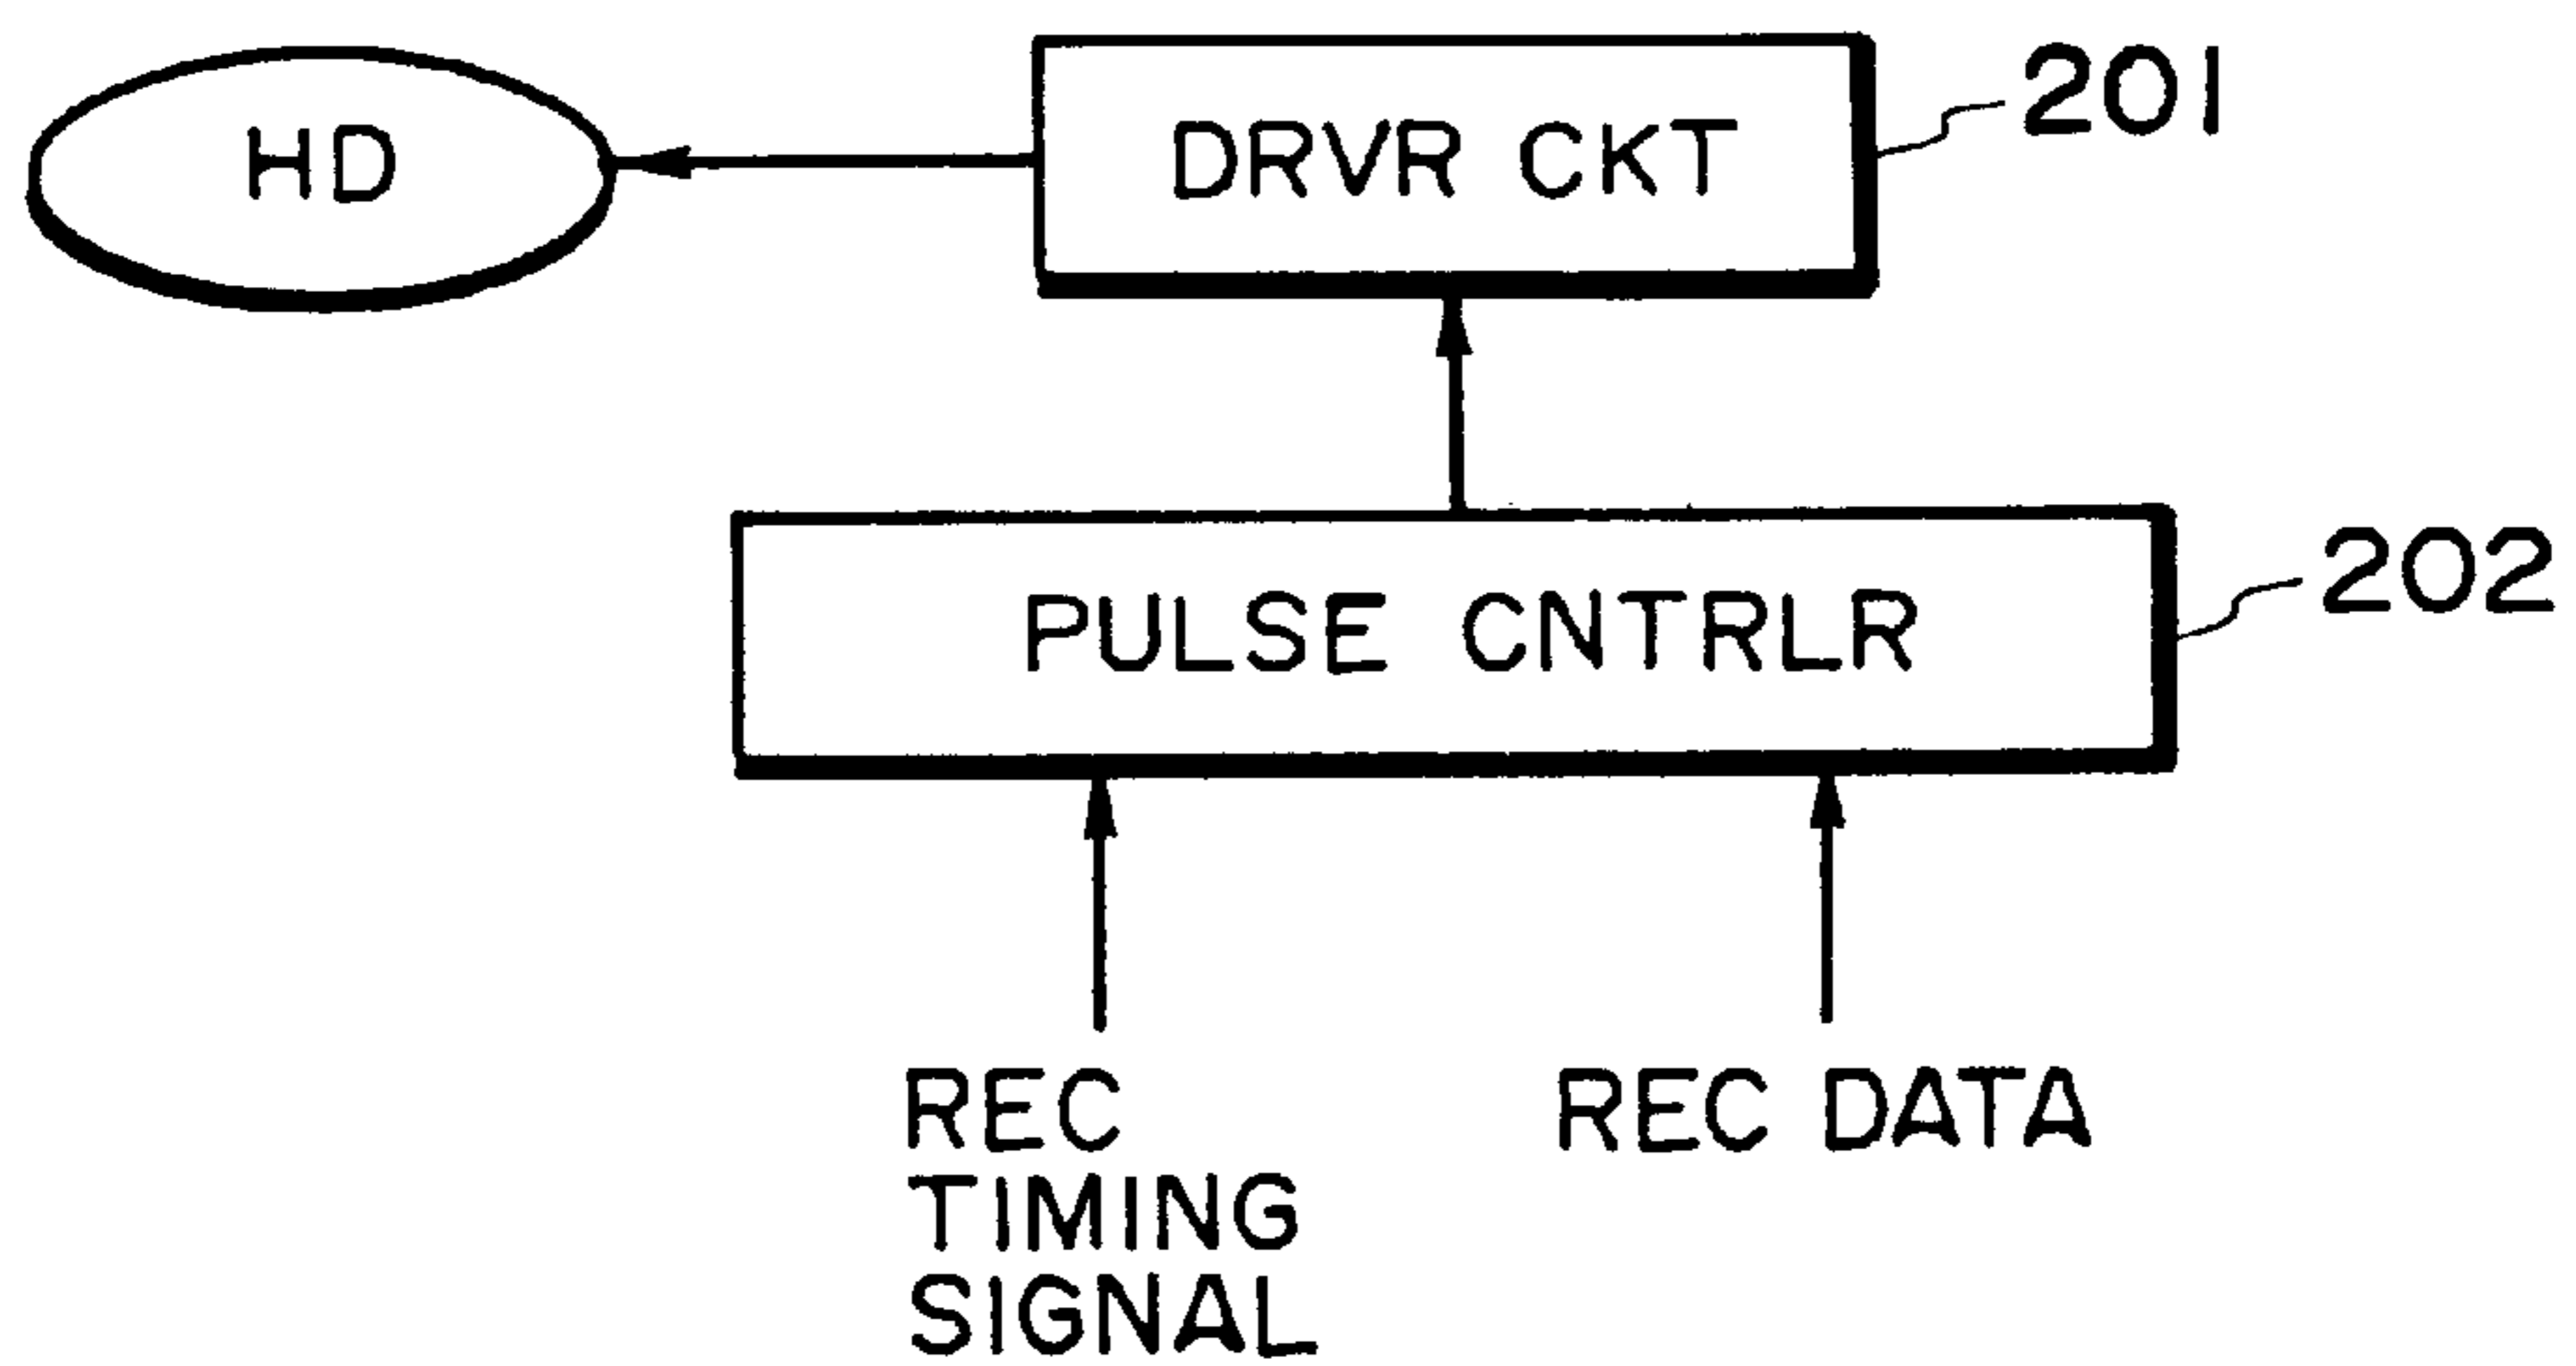 HD
DRVR CKT
201
PULSE CNTRLR
202
REC
TIMING
SIGNAL
REC DATA